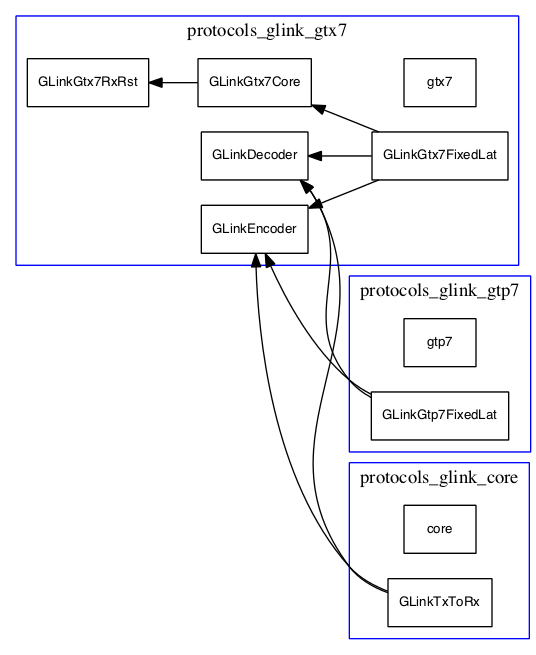 protocols_glink_gtx7
GLinkGtx7RxRst
GLinkGtx7Core
gtx7
GLinkDecoder
GLinkGtx7FixedLat
GLinkEncoder
protocols_glink_gtp7
gtp7
GLinkGtp7FixedLat
protocols_glink_core
core
GLinkTxToRx